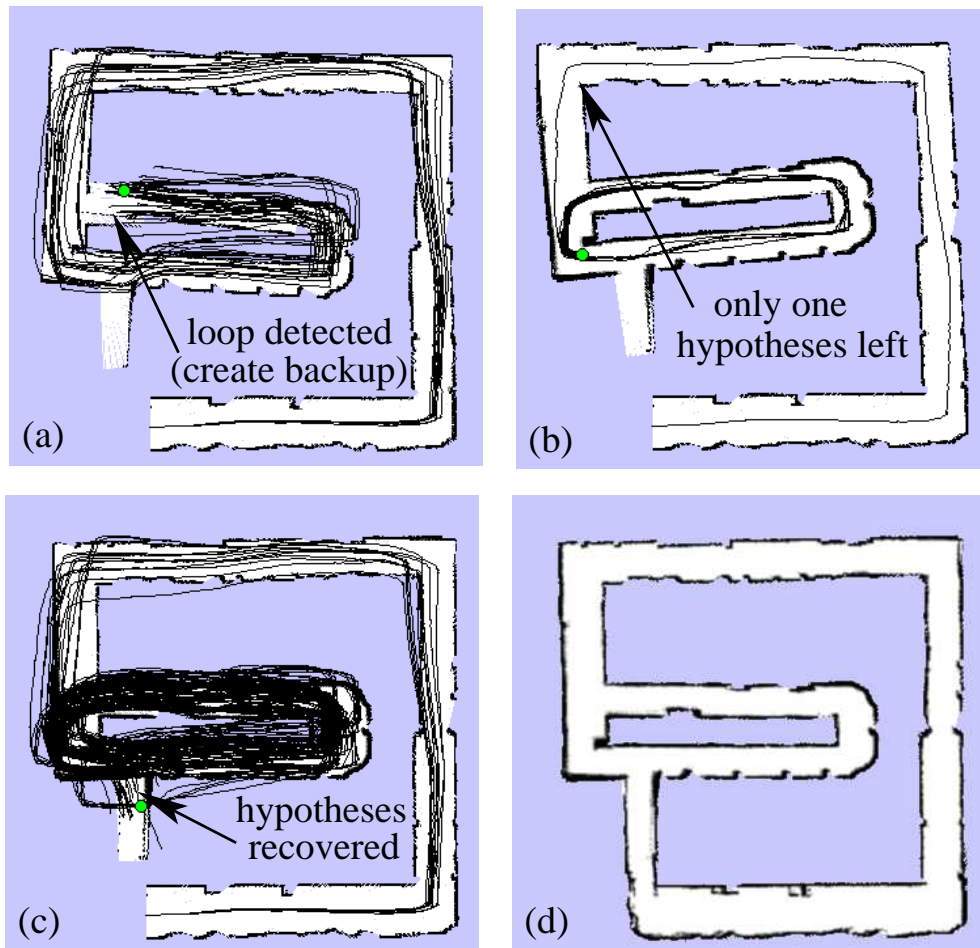 loop detected
(create backup)
(a)
only one
hypotheses left
(b)
hypotheses
recovered
(c)
(d)